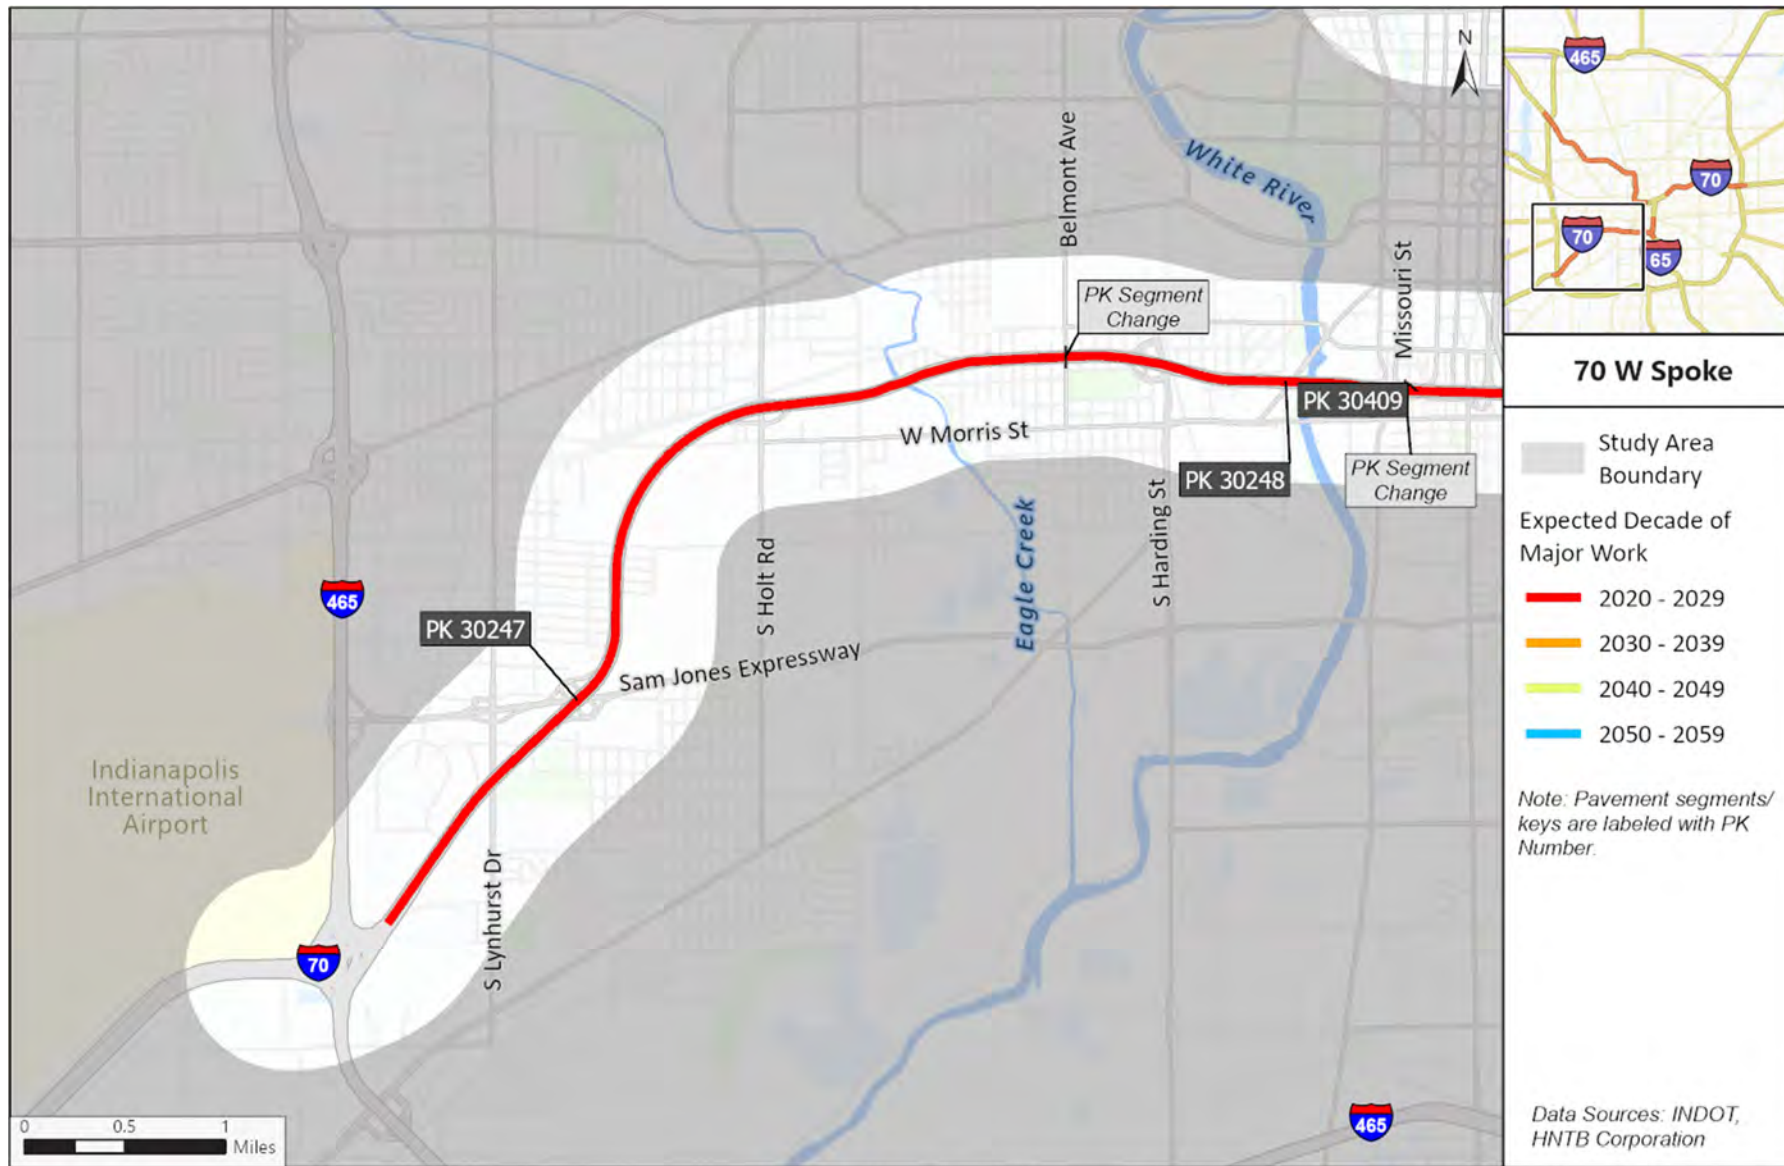 N
Belmont Ave
White River
Missouri St
PK Segment
Change
PK 30409
W Morris St
PK 30248
PK Segment
Change
S Harding St
Eagle Creek
S Holt Rd
465
PK 30247
Sam Jones Expressway
Indianapolis
International
Airport
S Lynhurst Dr
70
465
0 0.5 1
Miles
465
70
70
65
70 W Spoke
Study Area
Boundary
Expected Decade of
Major Work
2020 - 2029
2030 - 2039
2040 - 2049
2050 - 2059
Note: Pavement segments/
keys are labeled with PK
Number.
Data Sources: INDOT,
HNTB Corporation